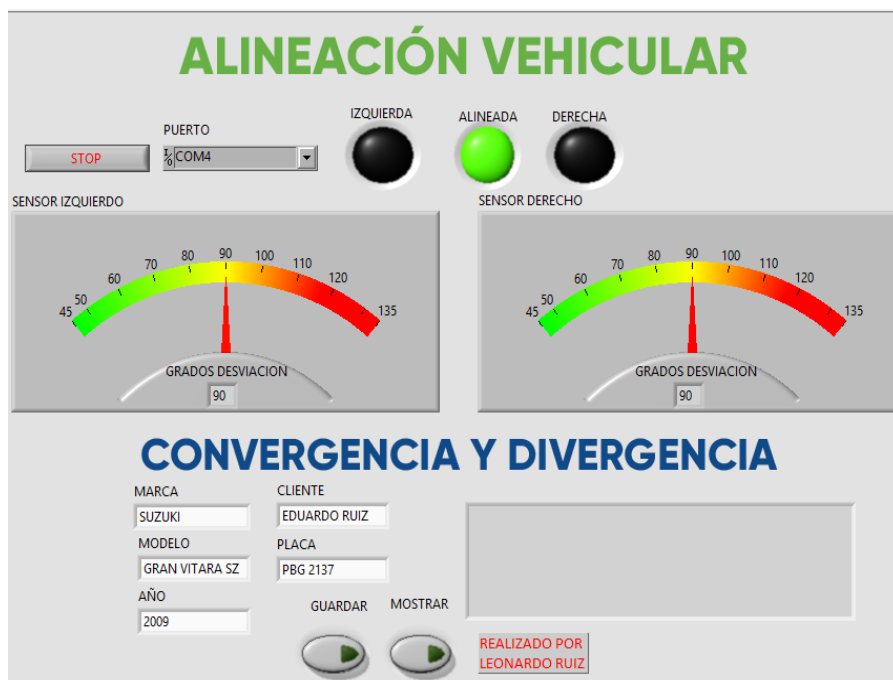 ALINEACIÓN VEHICULAR
IZQUIERDA
ALINEADA
DERECHA
PUERTO
STOP
I/O COM4
SENSOR IZQUIERDO
SENSOR DERECHO
45 50 60 70 80 90 100 110 120 135
45 50 60 70 80 90 100 110 120 135
GRADOS DESVIACION
90
GRADOS DESVIACION
90
CONVERGENCIA Y DIVERGENCIA
MARCA
SUZUKI
CLIENTE
EDUARDO RUIZ
MODELO
GRAN VITARA SZ
PLACA
PBG 2137
AÑO
2009
GUARDAR
MOSTRAR
REALIZADO POR
LEONARDO RUIZ